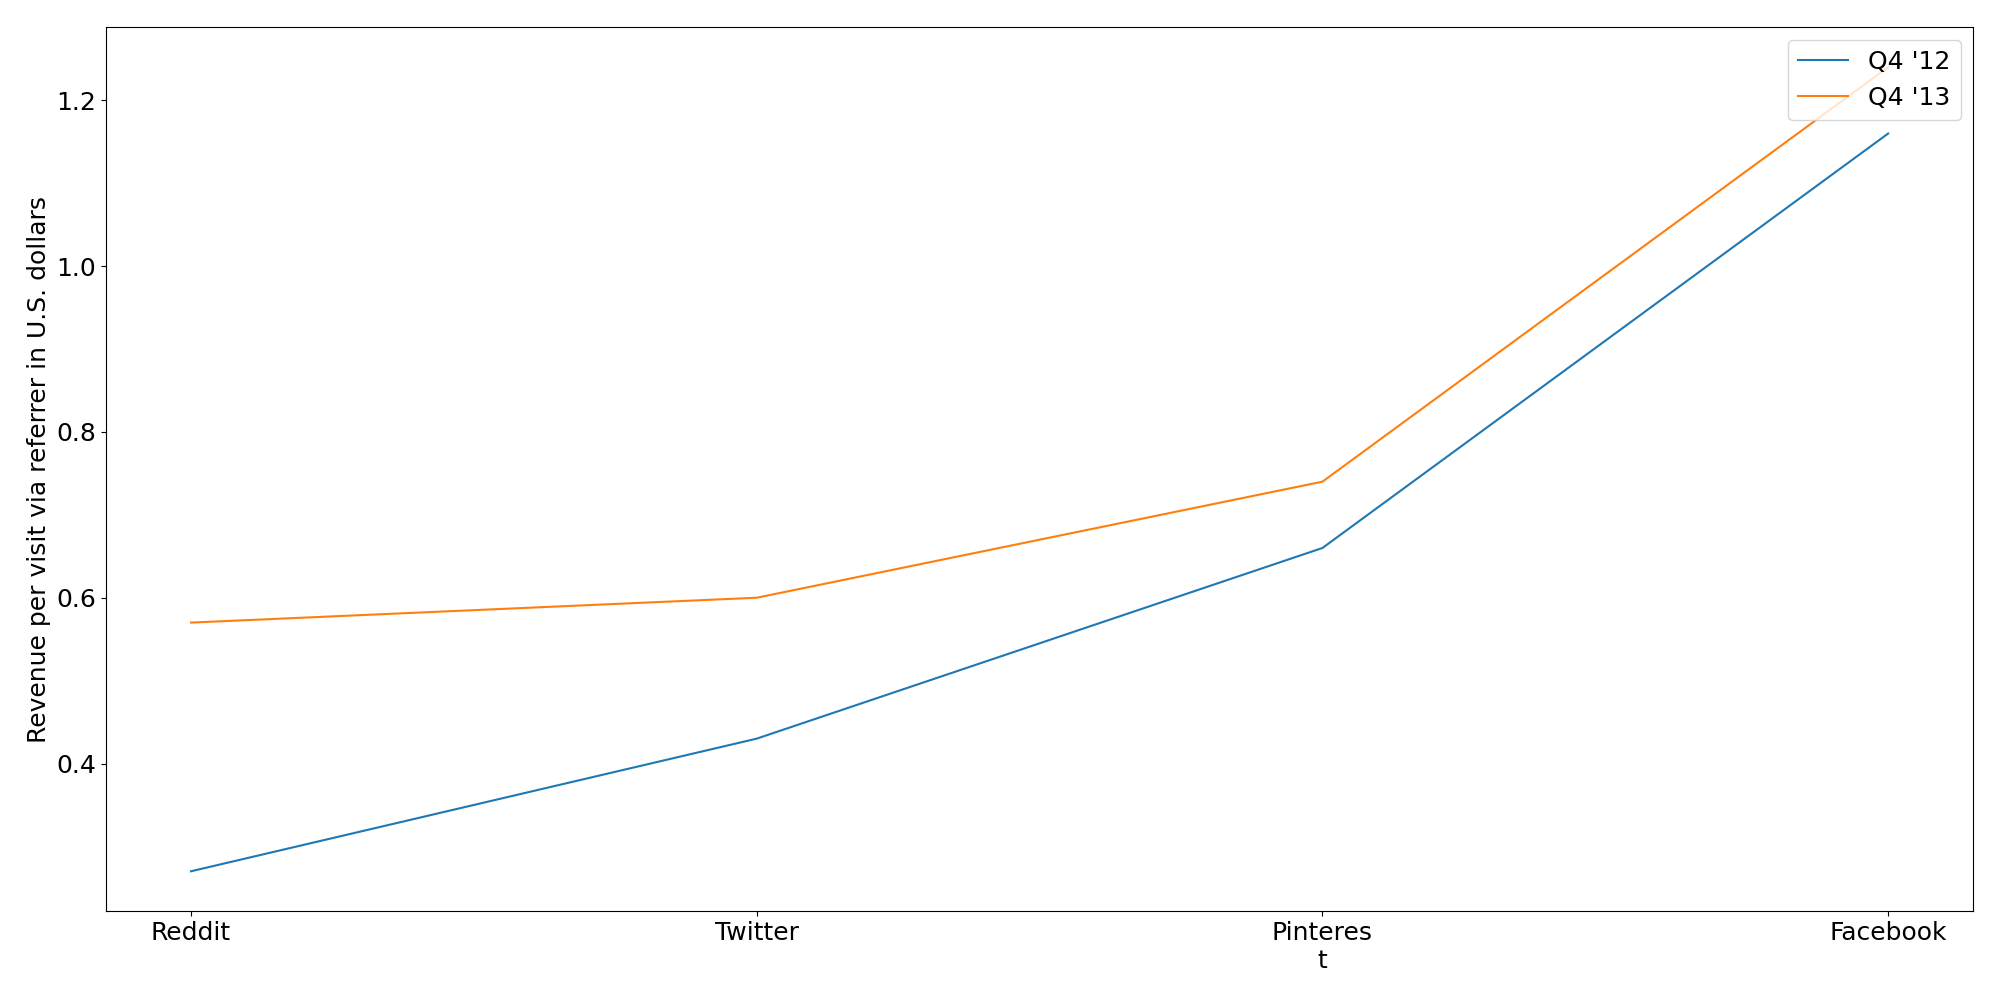 Q4 '12
Q4 '13
1.2
1.0
0.8
0.6
0.4
Revenue per visit via referrer in U.S. dollars
Reddit
Twitter
Pinteres
t
Facebook